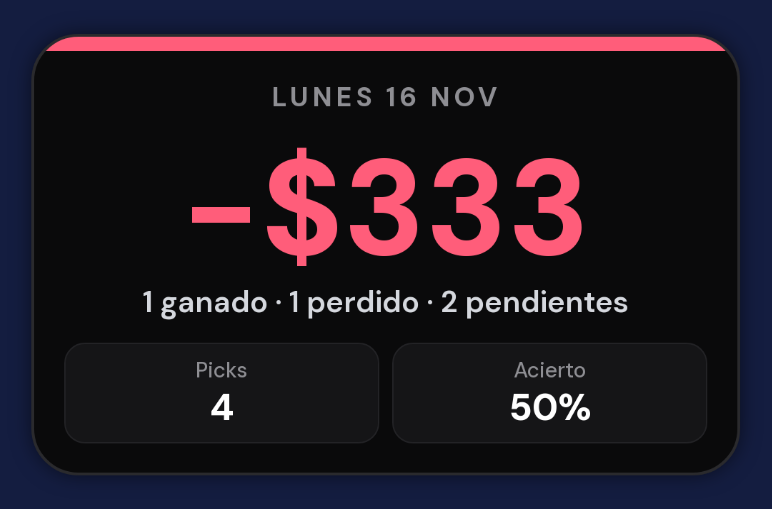 LUNES 16 NOV
−$333
1 ganado · 1 perdido · 2 pendientes
Picks
4
Acierto
50%